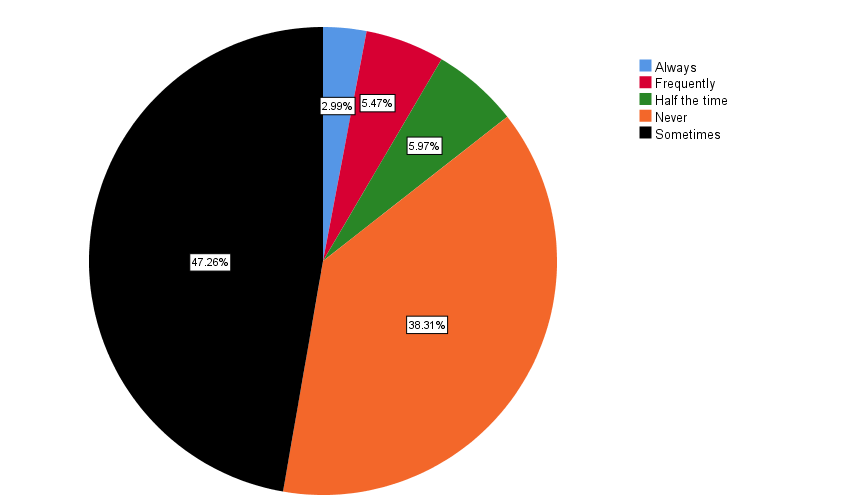 Always
Frequently
Half the time
Never
Sometimes
2.99%
5.47%
5.97%
47.26%
38.31%